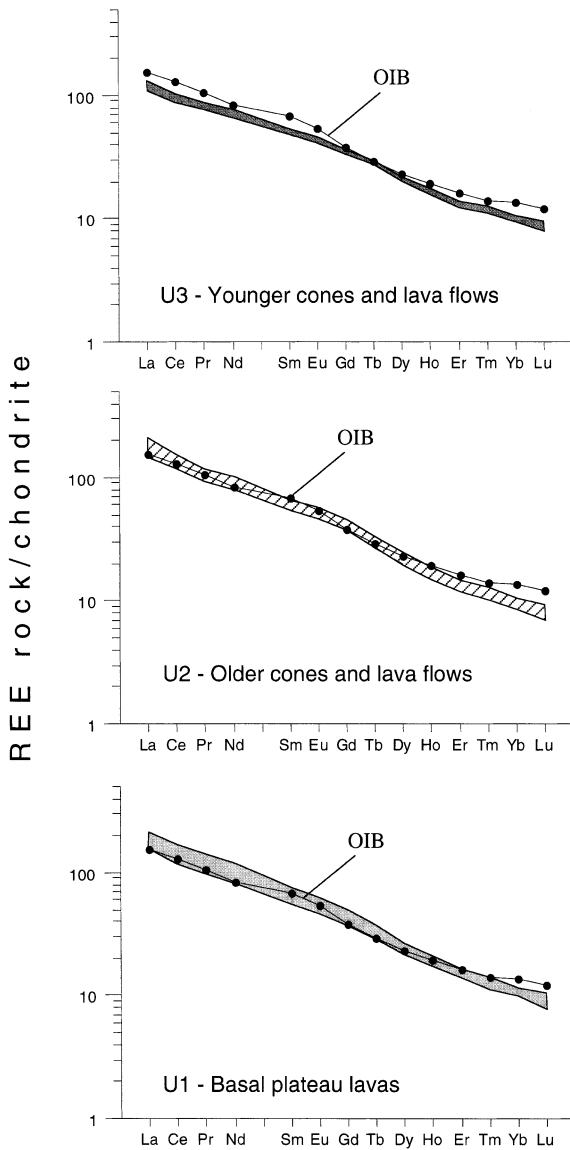 REE rock/chondrite
100
10
1
OIB
U3 - Younger cones and lava flows
La Ce Pr Nd Sm Eu Gd Tb Dy Ho Er Tm Yb Lu
100
10
1
OIB
U2 - Older cones and lava flows
La Ce Pr Nd Sm Eu Gd Tb Dy Ho Er Tm Yb Lu
100
10
1
OIB
U1 - Basal plateau lavas
La Ce Pr Nd Sm Eu Gd Tb Dy Ho Er Tm Yb Lu